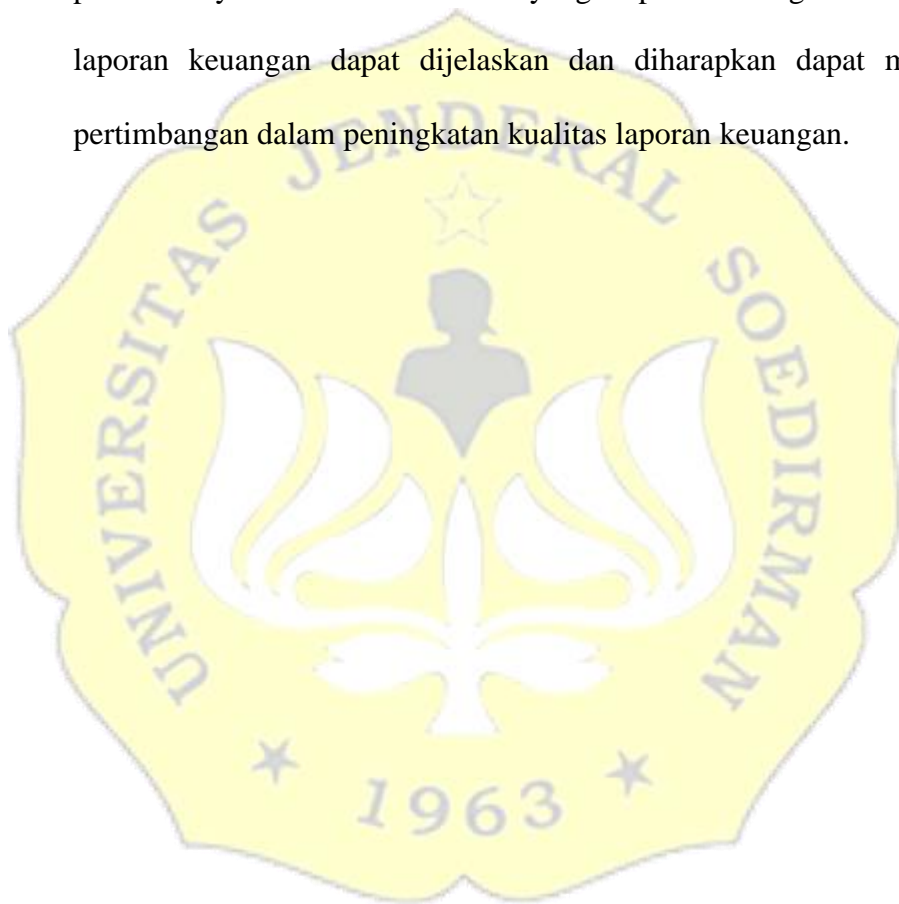 laporan keuangan dapat dijelaskan dan diharapkan dapat
pertimbangan dalam peningkatan kualitas laporan keuangan.
UNIVERSITAS JENDERAL SOEDIRMAN
1963